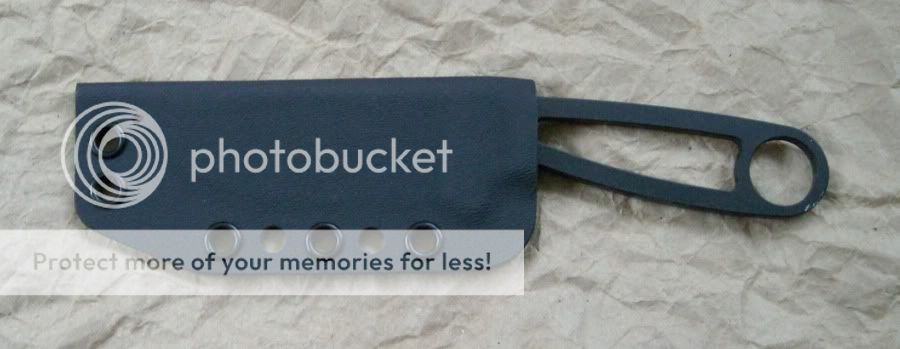 photobucket
Protect more of your memories for less!